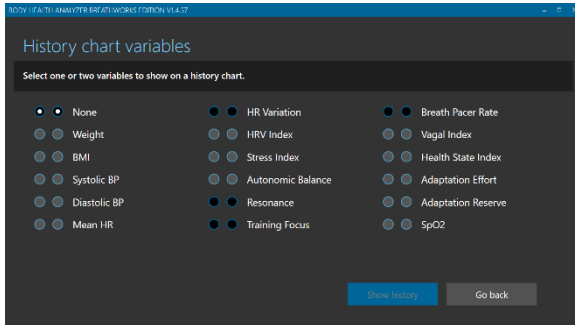 BODY HEALTH ANALYZER BREATHWORKS EDITION V1.4.57
History chart variables
Select one or two variables to show on a history chart.
None HR Variation Breath Pacer Rate
Weight HRV Index Vagal Index
BMI Stress Index Health State Index
Systolic BP Autonomic Balance Adaptation Effort
Diastolic BP Resonance Adaptation Reserve
Mean HR Training Focus SpO2
Show history Go back